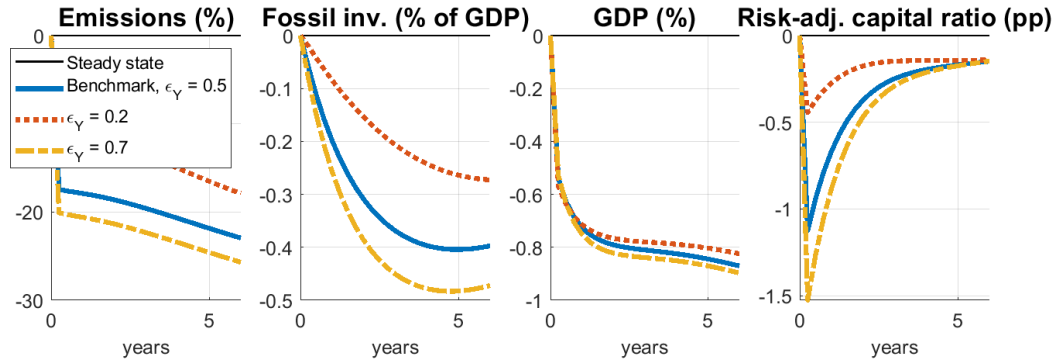 Emissions (%)
Fossil inv. (% of GDP)
GDP (%)
Risk-adj. capital ratio (pp)
0
-20
-30
0
5
years
Steady state
Benchmark, ϵ_Y = 0.5
ϵ_Y = 0.2
ϵ_Y = 0.7
0
-0.1
-0.2
-0.3
-0.4
-0.5
0
5
years
0
-0.2
-0.4
-0.6
-0.8
-1
0
5
years
0
-0.5
-1
-1.5
0
5
years